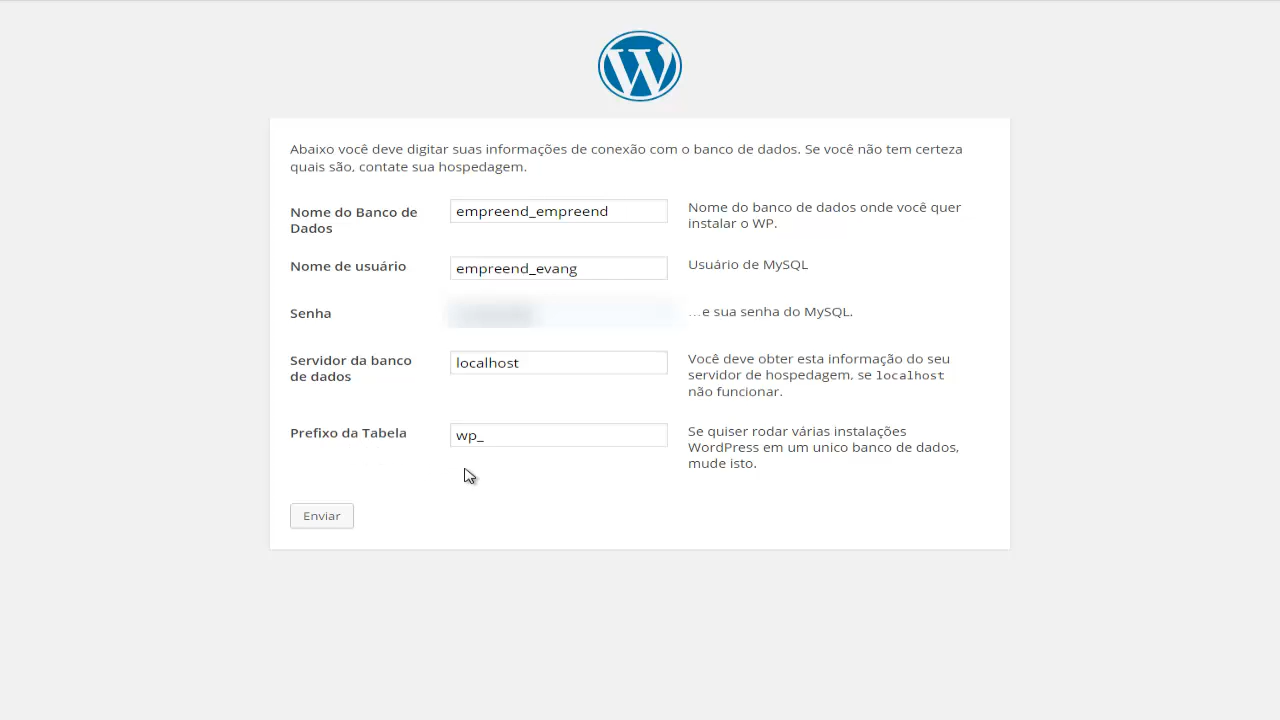 Abaixo você deve digitar suas informações de conexão com o banco de dados. Se você não tem certeza
quais são, contate sua hospedagem.
Nome do Banco de
Dados
empreend_empreend
Nome do banco de dados onde você quer
instalar o WP.
Nome de usuário
empreend_evang
Usuário de MySQL
Senha
...e sua senha do MySQL.
Servidor da banco
de dados
localhost
Você deve obter esta informação do seu
servidor de hospedagem, se localhost
não funcionar.
Prefixo da Tabela
wp_
Se quiser rodar várias instalações
WordPress em um unico banco de dados,
mude isto.
Enviar